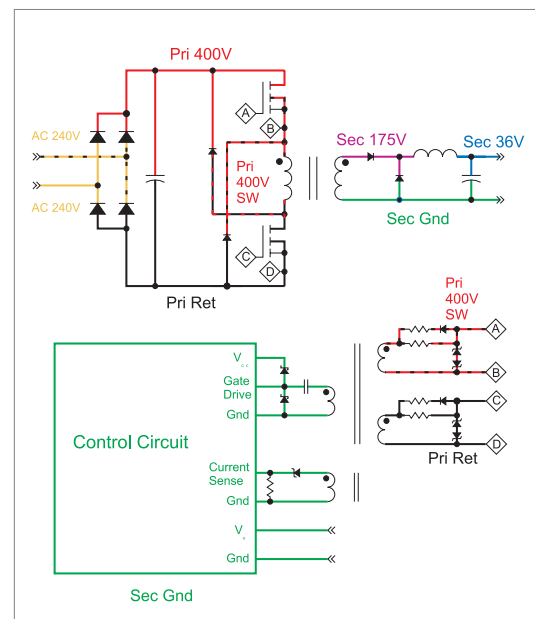 Pri 400V
A
AC 240V
B
Sec 175V
Sec 36V
Pri
400V
SW
AC 240V
Sec Gnd
C
D
Pri Ret
Pri
400V
SW
A
B
C
D
Pri Ret
Vcc
Gate
Drive
Gnd
Control Circuit
Current
Sense
Gnd
V
Gnd
Sec Gnd